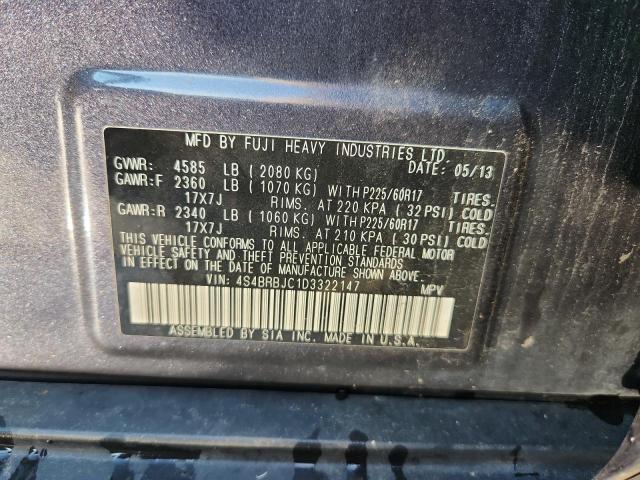 MFD BY FUJI HEAVY INDUSTRIES LTD.
GVWR: 4585 LB (2080 KG) DATE: 05/13
GAWR:F 2360 LB (1070 KG) WITH P225/60R17 TIRES.
17X7J RIMS. AT 220 KPA (32 PSI) COLD
GAWR:R 2340 LB (1060 KG) WITH P225/60R17 TIRES.
17X7J RIMS. AT 210 KPA (30 PSI) COLD
THIS VEHICLE CONFORMS TO ALL APPLICABLE FEDERAL MOTOR
VEHICLE SAFETY AND THEFT PREVENTION STANDARDS
IN EFFECT ON THE DATE OF MANUFACTURE SHOWN ABOVE.
VIN: 4S4BRBJC1D3322147 MPV
ASSEMBLED BY SIA INC. MADE IN U.S.A.